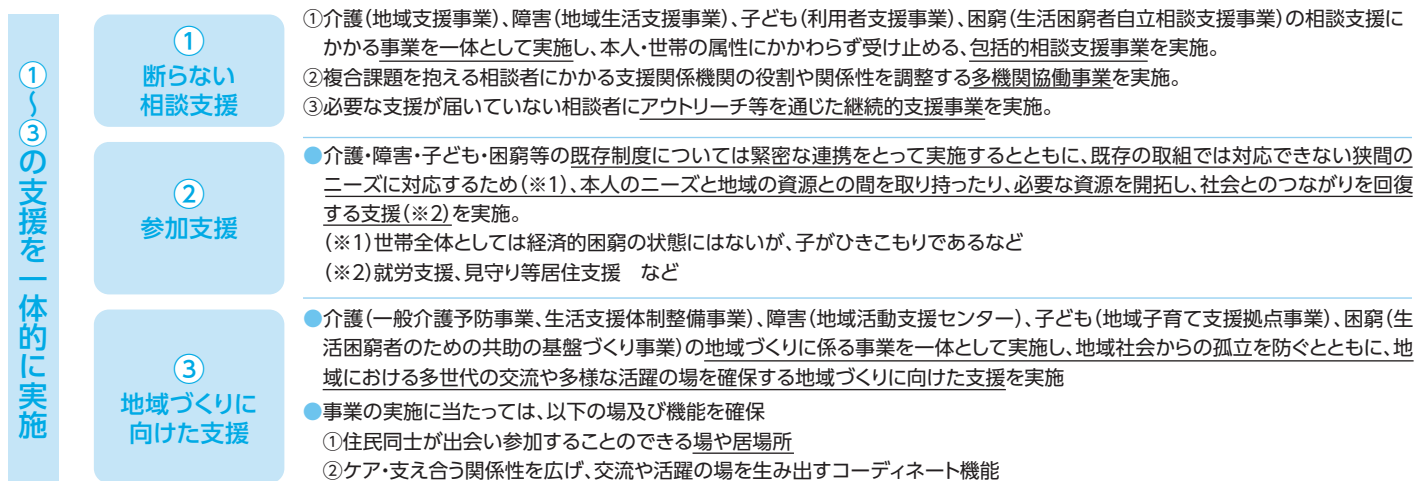 ①～③の支援を一体的に実施
①
断らない
相談支援
①介護(地域支援事業)、障害(地域生活支援事業)、子ども(利用者支援事業)、困窮(生活困窮者自立相談支援事業)の相談支援に
かかる事業を一体として実施し、本人・世帯の属性にかかわらず受け止める、包括的相談支援事業を実施。
②複合課題を抱える相談者にかかる支援関係機関の役割や関係性を調整する多機関協働事業を実施。
③必要な支援が届いていない相談者にアウトリーチ等を通じた継続的支援事業を実施。
②
参加支援
●介護・障害・子ども・困窮等の既存制度については緊密な連携をとって実施するとともに、既存の取組では対応できない狭間の
ニーズに対応するため(※1)、本人のニーズと地域の資源との間を取り持ったり、必要な資源を開拓し、社会とのつながりを回復
する支援(※2)を実施。
(※1)世帯全体としては経済的困窮の状態にはないが、子がひきこもりであるなど
(※2)就労支援、見守り等居住支援　など
③
地域づくりに
向けた支援
●介護(一般介護予防事業、生活支援体制整備事業)、障害(地域活動支援センター)、子ども(地域子育て支援拠点事業)、困窮(生
活困窮者のための共助の基盤づくり事業)の地域づくりに係る事業を一体として実施し、地域社会からの孤立を防ぐとともに、地
域における多世代の交流や多様な活躍の場を確保する地域づくりに向けた支援を実施
●事業の実施に当たっては、以下の場及び機能を確保
①住民同士が出会い参加することのできる場や居場所
②ケア・支え合う関係性を広げ、交流や活躍の場を生み出すコーディネート機能